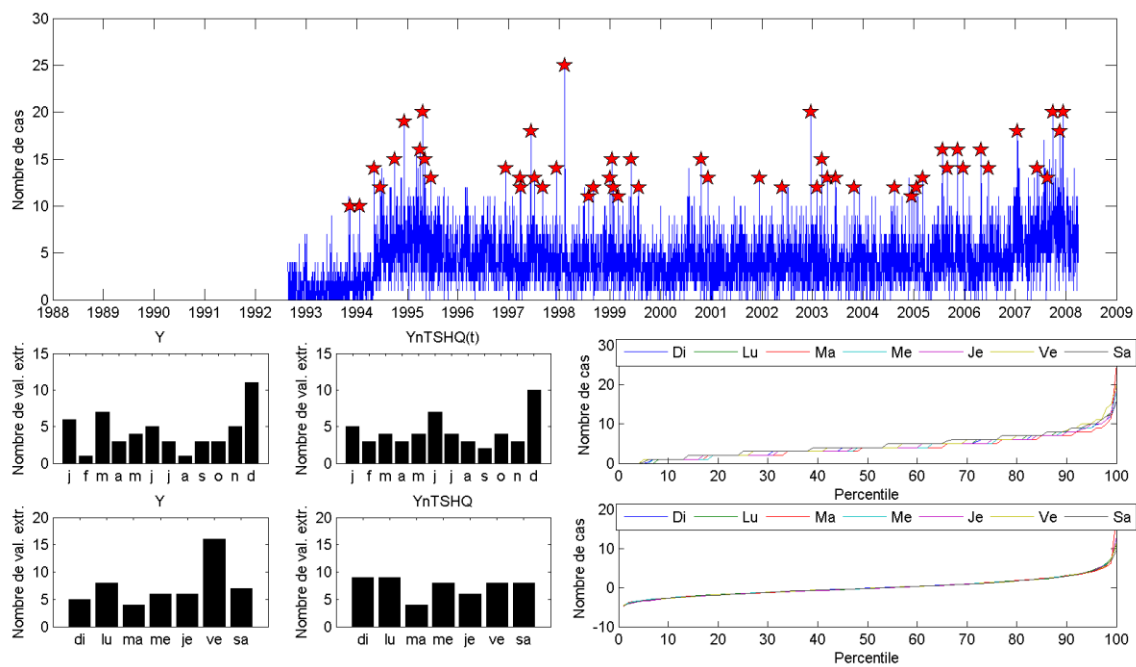 30
25
20
15
10
5
0
Nombre de cas
1988 1989 1990 1991 1992 1993 1994 1995 1996 1997 1998 1999 2000 2001 2002 2003 2004 2005 2006 2007 2008 2009
Y
15
10
5
0
Nombre de val. extr.
j f m a m j j a s o n d
YnTSHQ(t)
15
10
5
0
Nombre de val. extr.
j f m a m j j a s o n d
Di Lu Ma Me Je Ve Sa
30
20
10
0
Nombre de cas
0 10 20 30 40 50 60 70 80 90 100
Percentile
Y
20
15
10
5
0
Nombre de val. extr.
di lu ma me je ve sa
YnTSHQ
20
15
10
5
0
Nombre de val. extr.
di lu ma me je ve sa
Di Lu Ma Me Je Ve Sa
20
10
0
-10
Nombre de cas
0 10 20 30 40 50 60 70 80 90 100
Percentile